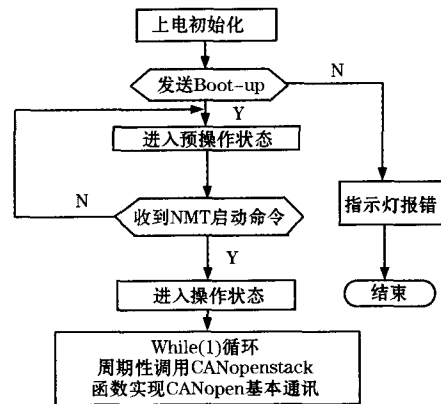 上电初始化
发送Boot-up
N
Y
进入预操作状态
N
收到NMT启动命令
指示灯报错
Y
进入操作状态
结束
While(1)循环
周期性调用CANopenstack
函数实现CANopen基本通讯